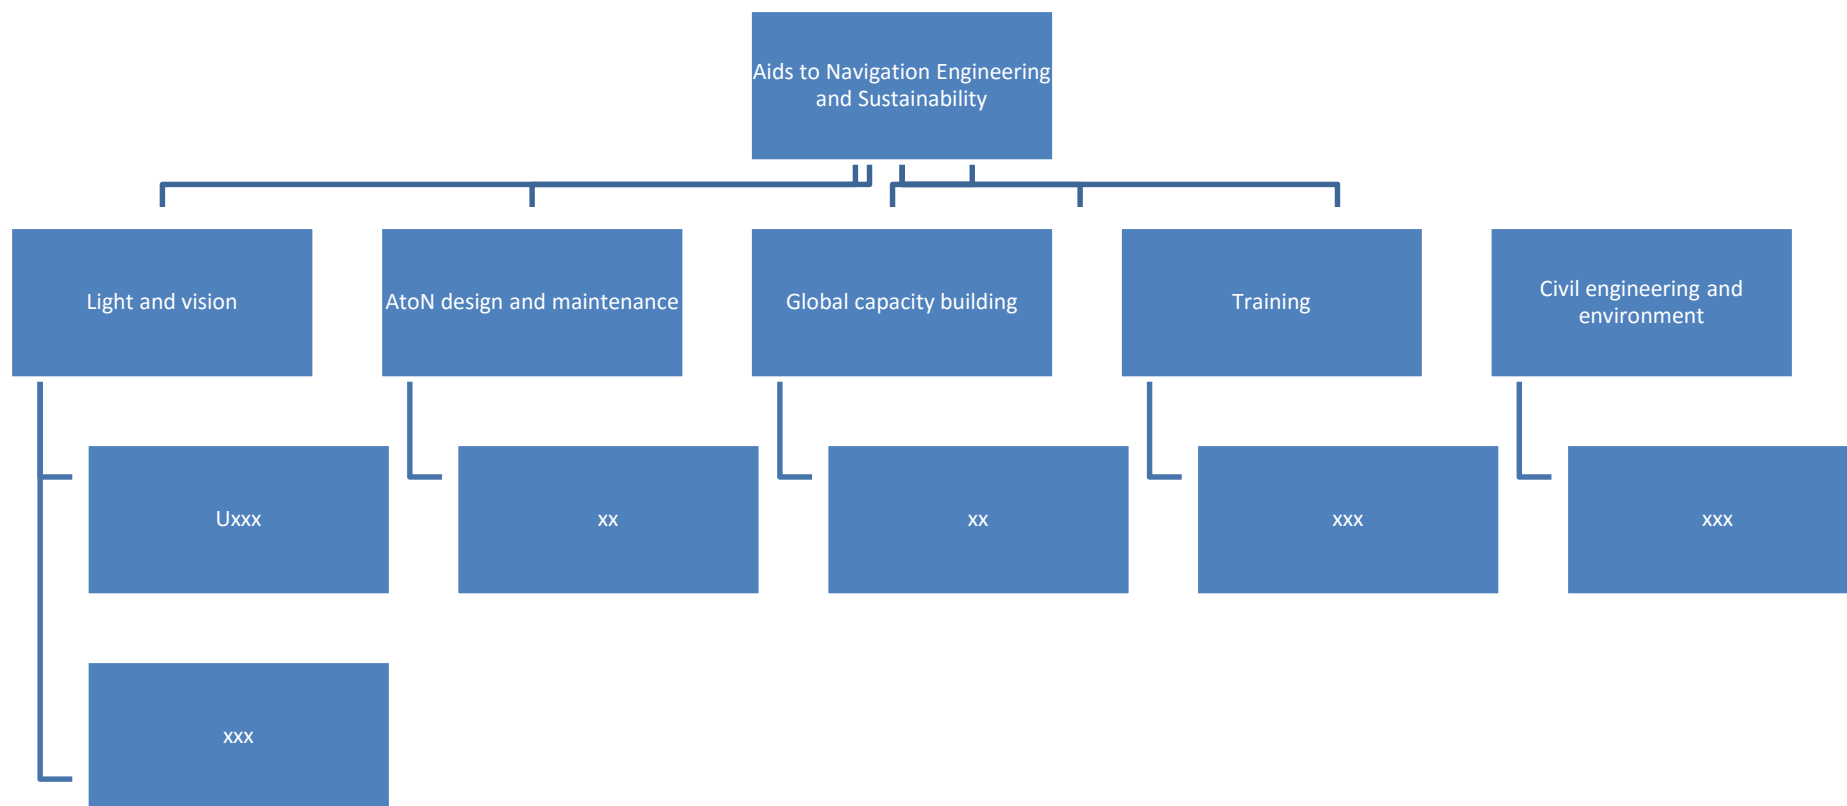 Aids to Navigation Engineering
and Sustainability
Light and vision
AtoN design and maintenance
Global capacity building
Training
Civil engineering and
environment
Uxxx
xx
xx
xxx
xxx
xxx